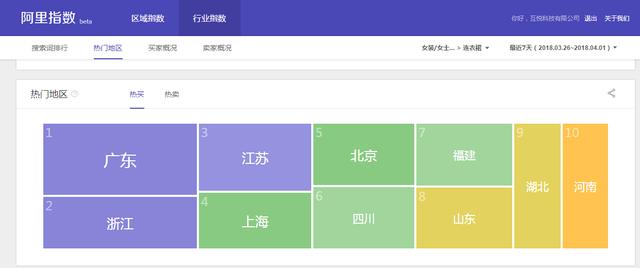 阿里指数 beta 区域指数 行业指数 你好，互悦科技有限公司 退出 关于我们
搜索词排行 热门地区 买家概况 卖家概况 女装/女士... > 连衣裙 最近7天 ( 2018.03.26~2018.04.01 )
热门地区 ? 热买 热卖
1 广东
2 浙江
3 江苏
4 上海
5 北京
6 四川
7 福建
8 山东
9 湖北
10 河南